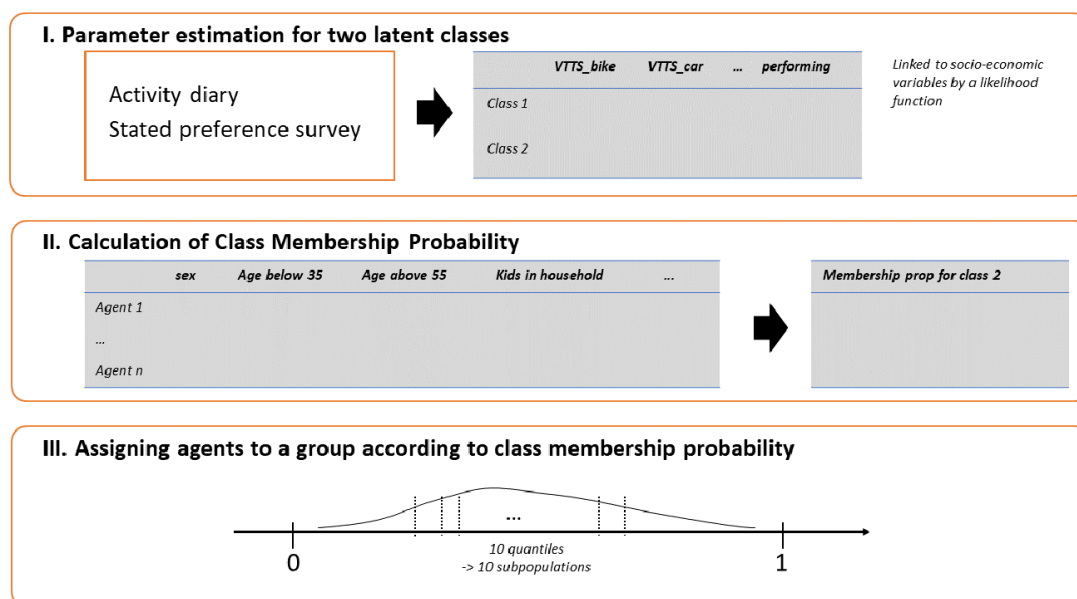 I. Parameter estimation for two latent classes
Activity diary
Stated preference survey
VTTS_bike VTTS_car ... performing
Class 1
Class 2
Linked to socio-economic
variables by a likelihood
function
II. Calculation of Class Membership Probability
sex Age below 35 Age above 55 Kids in household ...
Agent 1
...
Agent n
Membership prop for class 2
III. Assigning agents to a group according to class membership probability
...
0
10 quantiles
-> 10 subpopulations
1